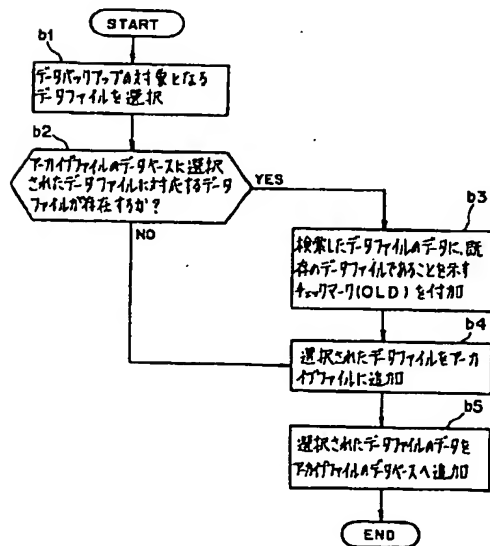 START
b1
データバックアップの対象となる
データファイルを選択
b2
アーカイブファイルのデータベースに選択
されたデータファイルに対応するデータ
ファイルが存在するか?
YES
NO
b3
検索したデータファイルのデータに、既
存のデータファイルであることを示す
チェックマーク(OLD)を付加
b4
選択されたデータファイルをアーカ
イブファイルに追加
b5
選択されたデータファイルのデータを
アーカイブファイルのデータベースへ追加
END